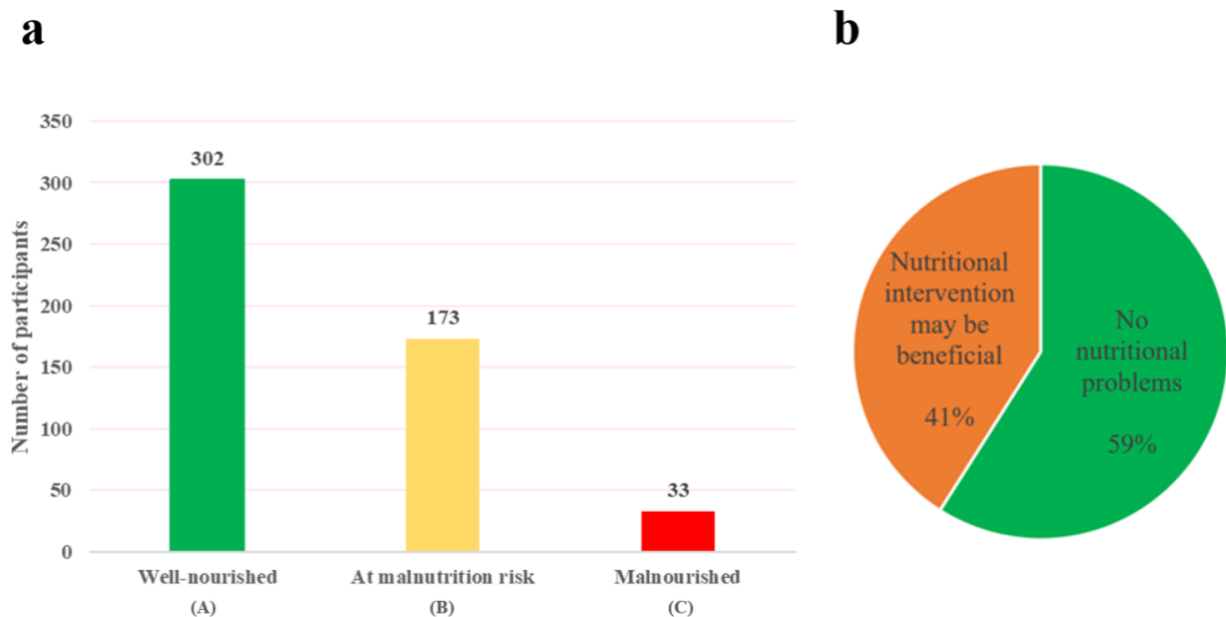 a
350
300
250
200
150
100
50
0
Number of participants
302
173
33
Well-nourished
(A)
At malnutrition risk
(B)
Malnourished
(C)
b
Nutritional
intervention
may be
beneficial
41%
No
nutritional
problems
59%